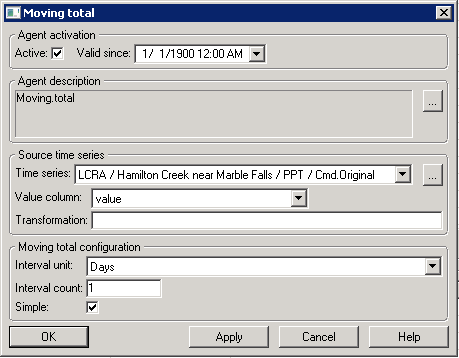 Moving total
Agent activation
Active: Valid since: 1/ 1/1900 12:00 AM
Agent description
Moving.total
...
Source time series
Time series: LCRA / Hamilton Creek near Marble Falls / PPT / Cmd.Original ...
Value column: value
Transformation:
Moving total configuration
Interval unit: Days
Interval count: 1
Simple:
OK Apply Cancel Help